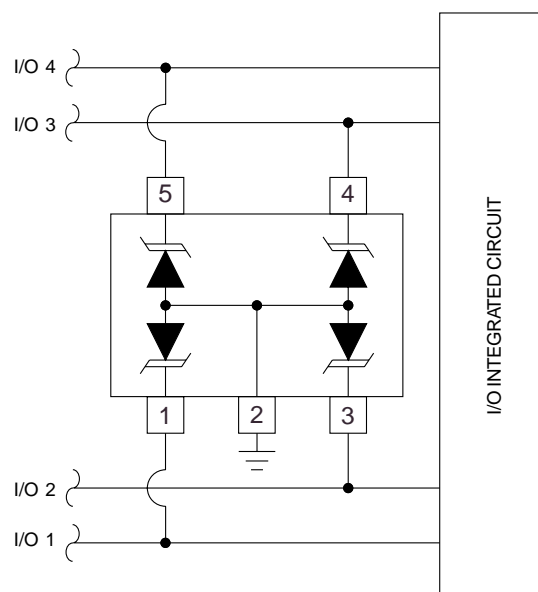 I/O 4
I/O 3
5
4
I/O INTEGRATED CIRCUIT
1
2
3
I/O 2
I/O 1